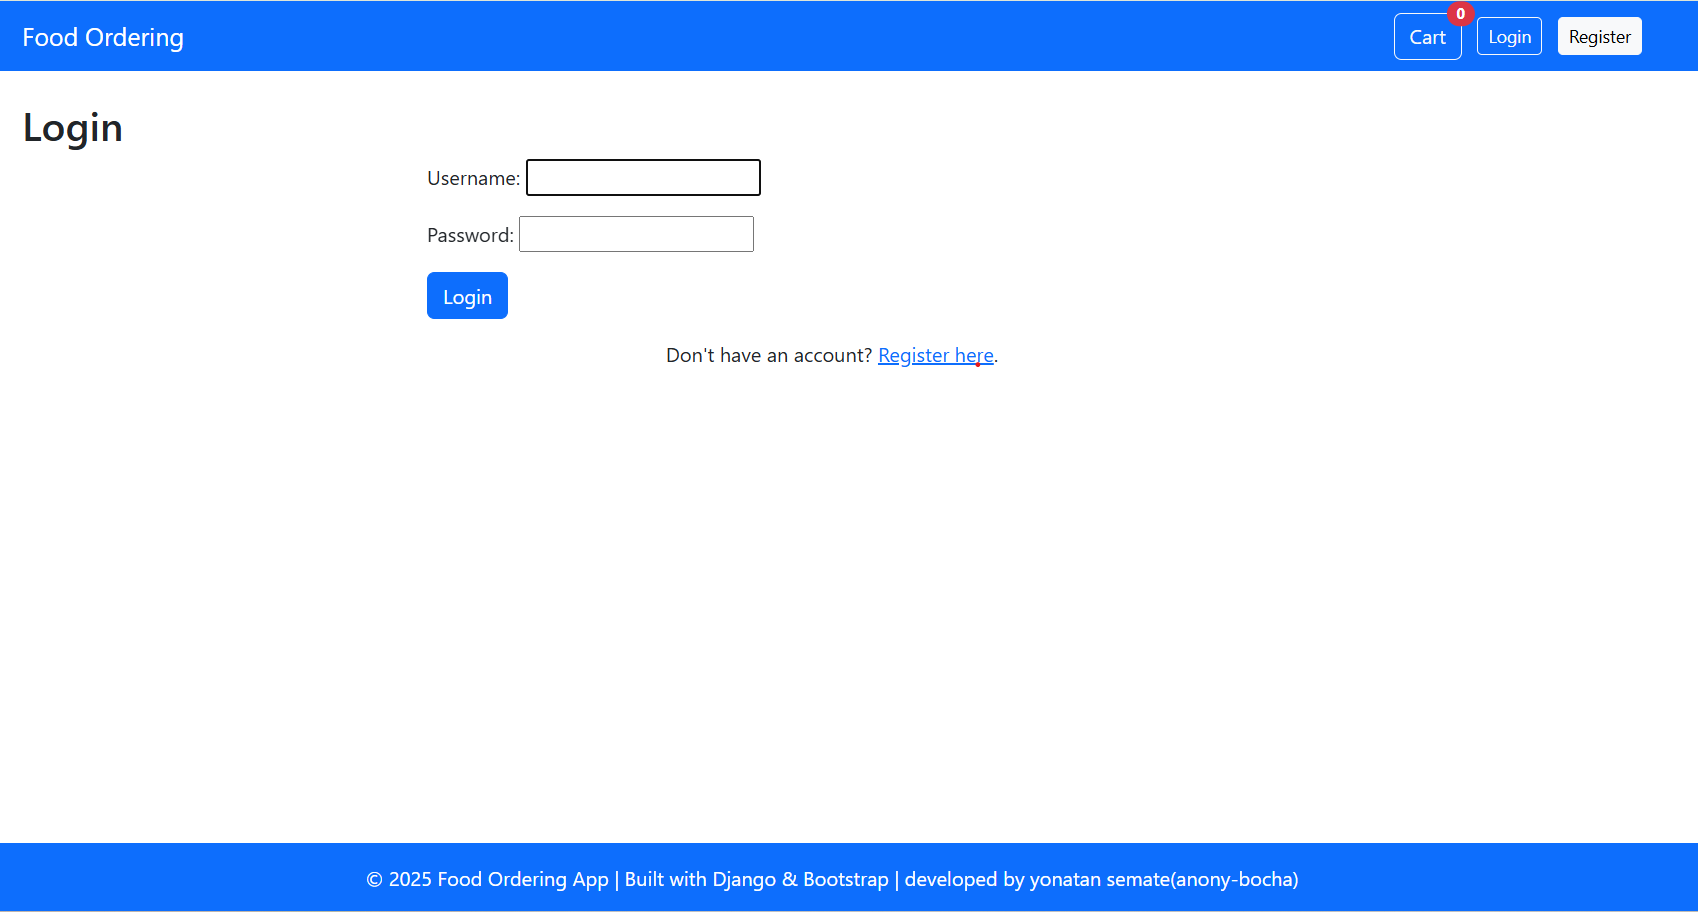 Food Ordering
Cart 0
Login
Register
Login
Username:
Password:
Login
Don't have an account? Register here.
© 2025 Food Ordering App | Built with Django & Bootstrap | developed by yonatan semate(anony-bocha)